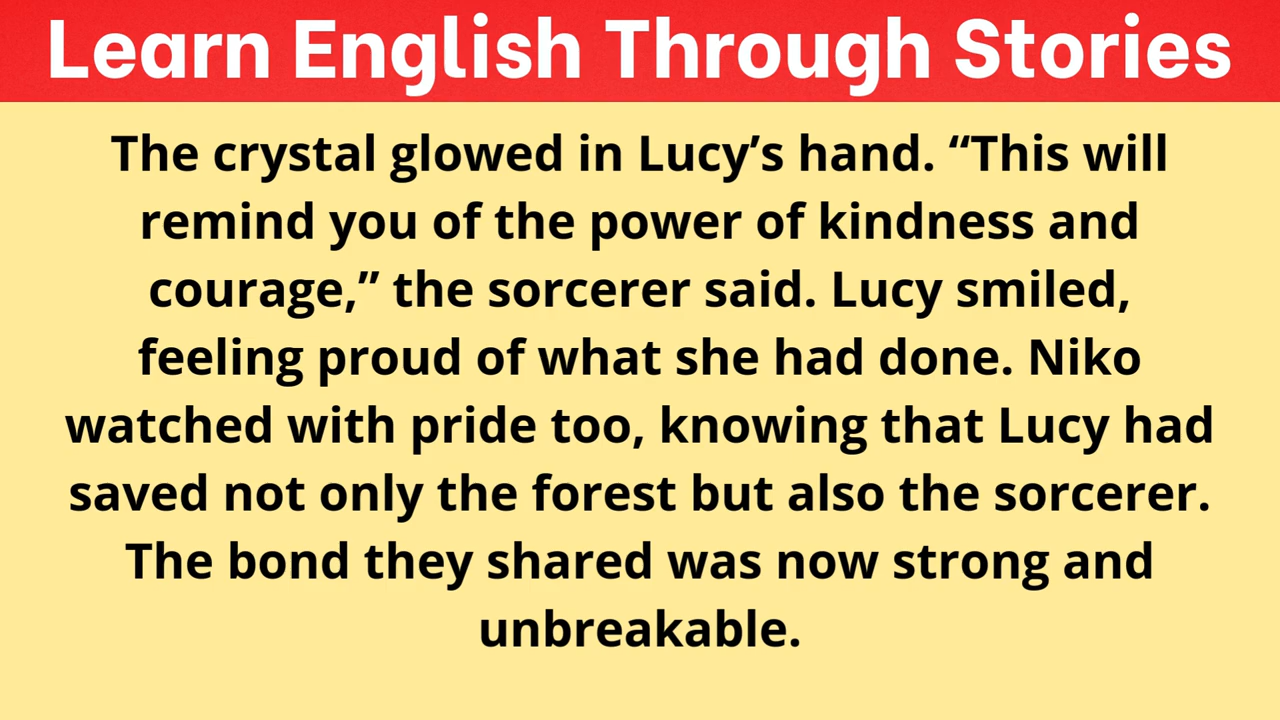 Learn English Through Stories
The crystal glowed in Lucy’s hand. “This will
remind you of the power of kindness and
courage,” the sorcerer said. Lucy smiled,
feeling proud of what she had done. Niko
watched with pride too, knowing that Lucy had
saved not only the forest but also the sorcerer.
The bond they shared was now strong and
unbreakable.